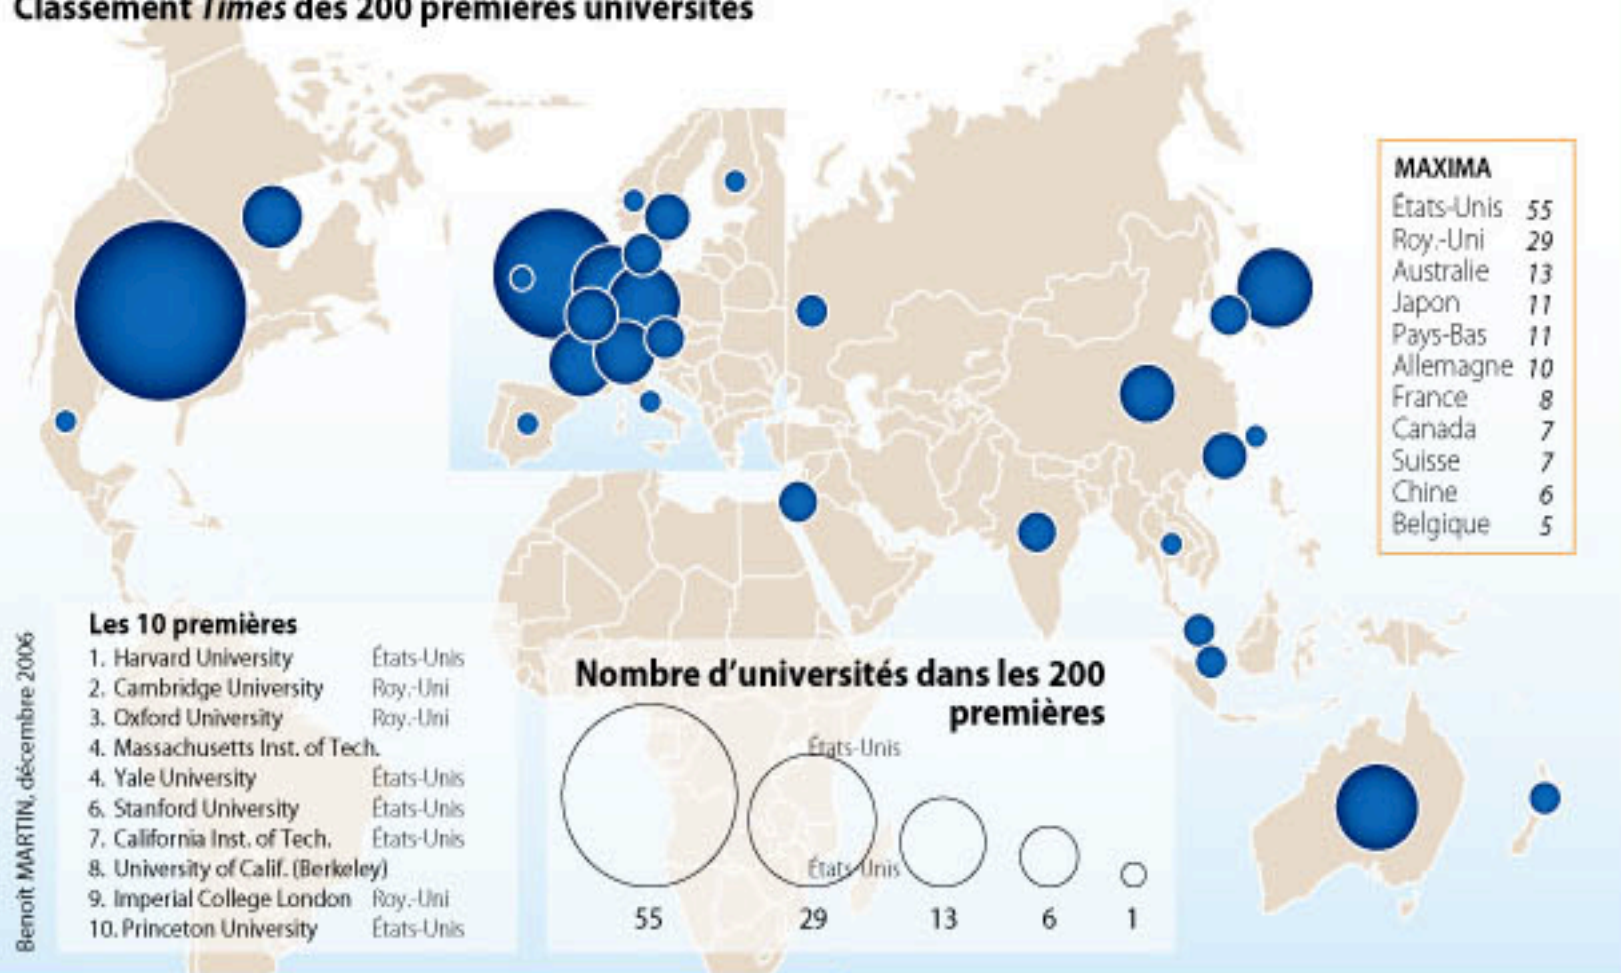 Classement Times des 200 premières universités
MAXIMA
États-Unis 55
Roy.-Uni 29
Australie 13
Japon 11
Pays-Bas 11
Allemagne 10
France 8
Canada 7
Suisse 7
Chine 6
Belgique 5
Les 10 premières
1. Harvard University États-Unis
2. Cambridge University Roy.-Uni
3. Oxford University Roy.-Uni
4. Massachusetts Inst. of Tech.
4. Yale University États-Unis
6. Stanford University États-Unis
7. California Inst. of Tech. États-Unis
8. University of Calif. (Berkeley)
9. Imperial College London Roy.-Uni
10. Princeton University États-Unis
Nombre d'universités dans les 200
premières
États-Unis
États-Unis
55 29 13 6 1
Benoît MARTIN, décembre 2006